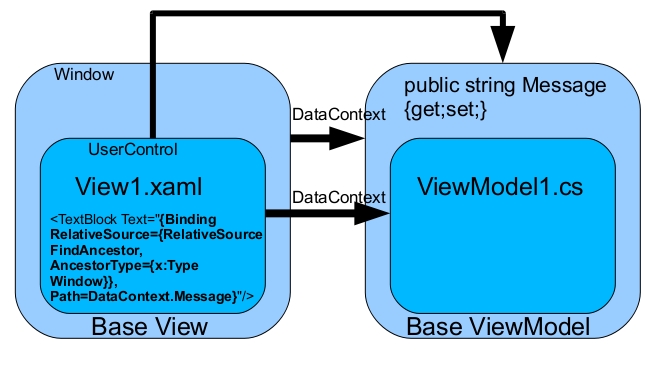 Window
public string Message
{get;set;}
DataContext
UserControl
View1.xaml
ViewModel1.cs
DataContext
<TextBlock Text="{Binding
RelativeSource={RelativeSource
FindAncestor,
AncestorType={x:Type
Window}},
Path=DataContext.Message}"/>
Base View
Base ViewModel